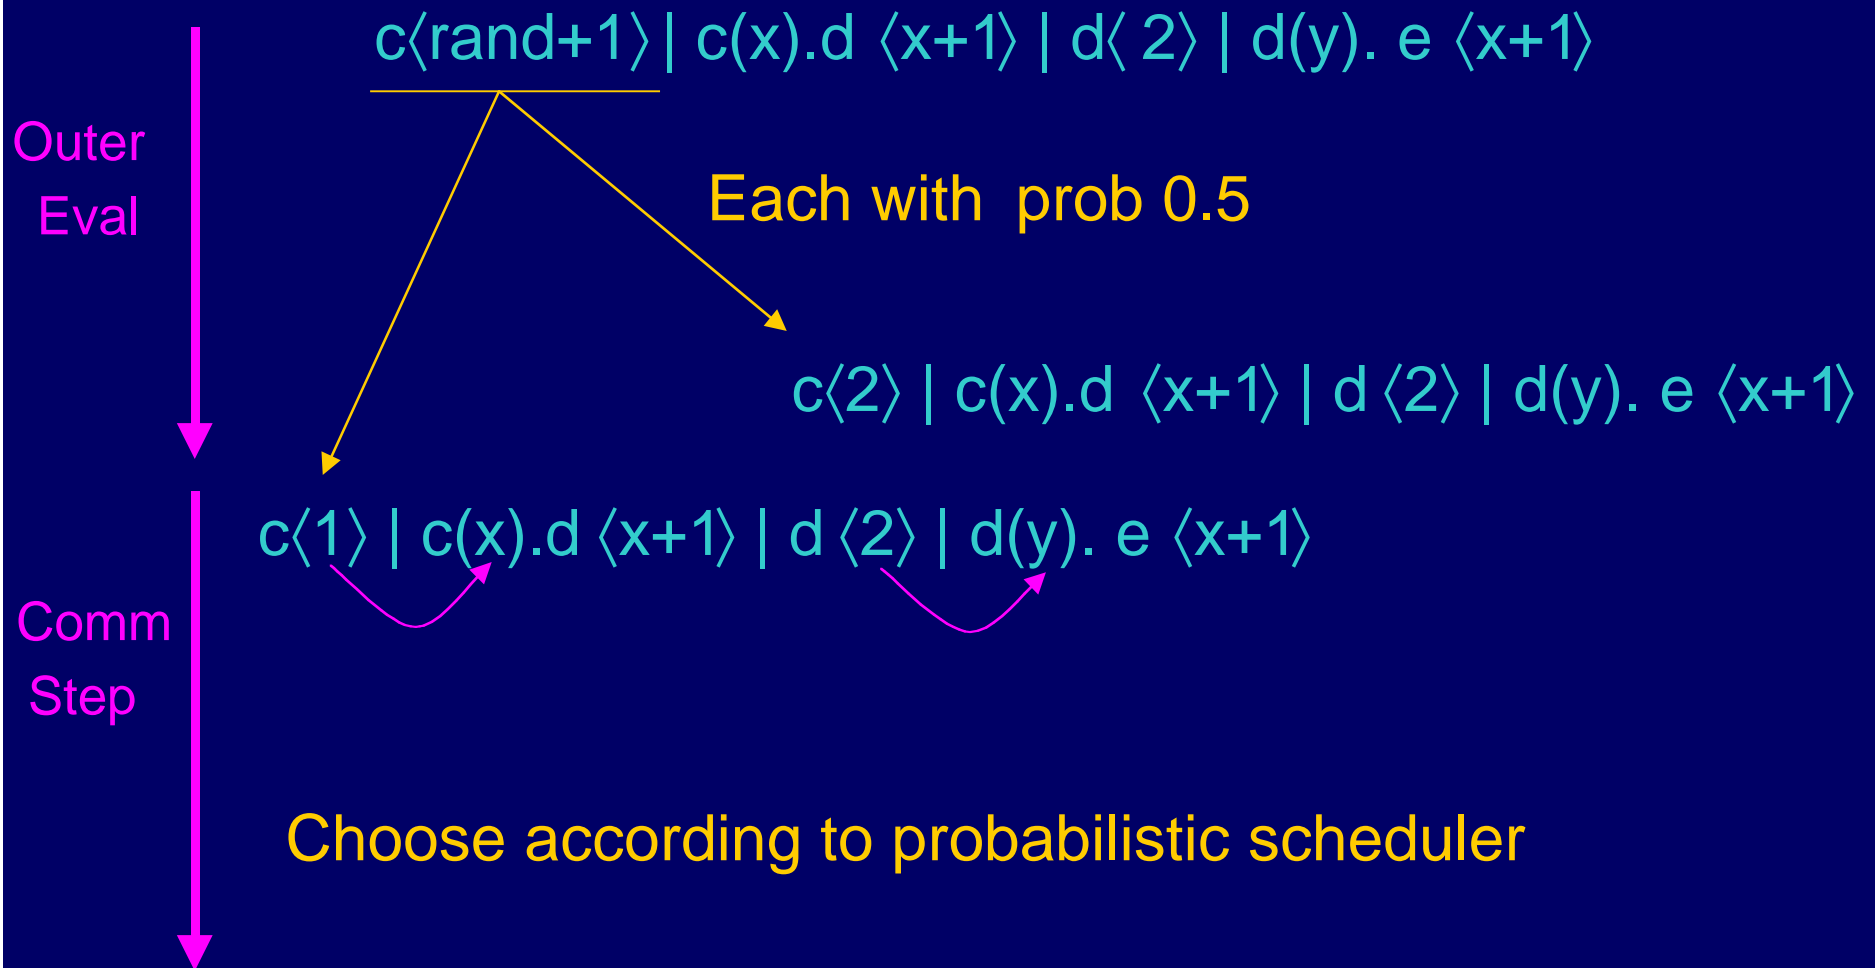 c⟨rand+1⟩ | c(x).d ⟨x+1⟩ | d⟨ 2⟩ | d(y). e ⟨x+1⟩
Outer
Eval
Each with prob 0.5
c⟨2⟩ | c(x).d ⟨x+1⟩ | d ⟨2⟩ | d(y). e ⟨x+1⟩
c⟨1⟩ | c(x).d ⟨x+1⟩ | d ⟨2⟩ | d(y). e ⟨x+1⟩
Comm
Step
Choose according to probabilistic scheduler